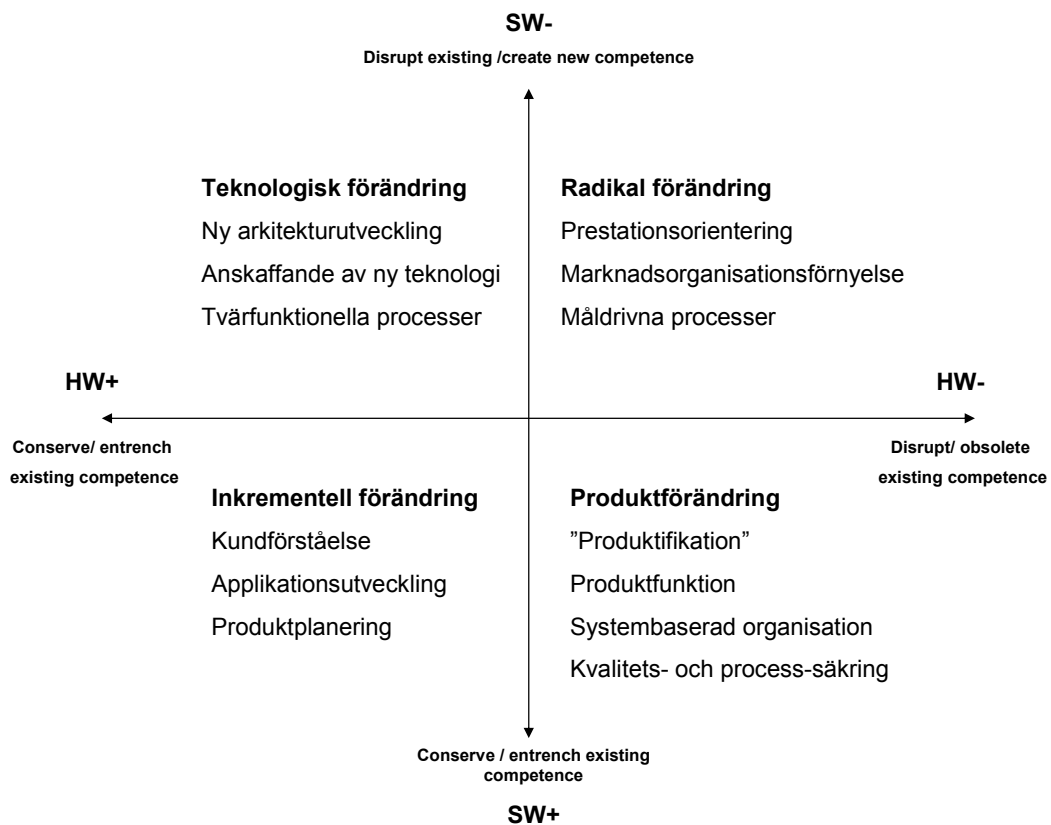 SW-
Disrupt existing /create new competence
Teknologisk förändring
Ny arkitekturutveckling
Anskaffande av ny teknologi
Tvärfunktionella processer
Radikal förändring
Prestationsorientering
Marknadsorganisationsförnyelse
Måldrivna processer
HW+
Conserve/ entrench
existing competence
HW-
Disrupt/ obsolete
existing competence
Inkrementell förändring
Kundförståelse
Applikationsutveckling
Produktplanering
Produktförändring
”Produktifikation”
Produktfunktion
Systembaserad organisation
Kvalitets- och process-säkring
Conserve / entrench existing
competence
SW+